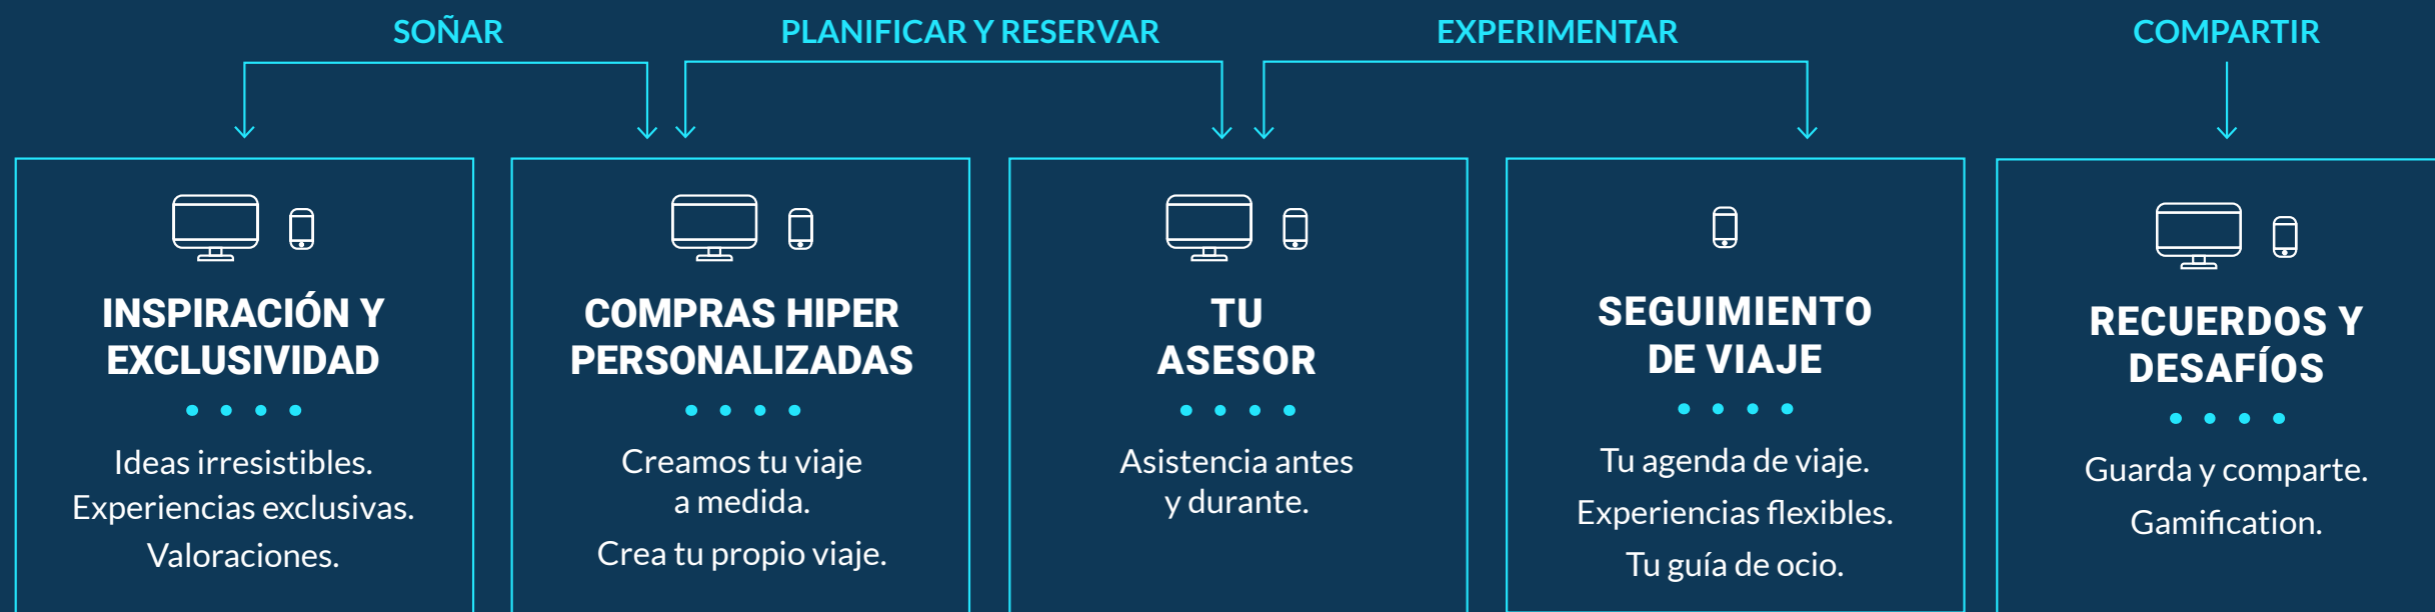 SOÑAR
PLANIFICAR Y RESERVAR
EXPERIMENTAR
COMPARTIR
INSPIRACIÓN Y
EXCLUSIVIDAD
Ideas irresistibles.
Experiencias exclusivas.
Valoraciones.
COMPRAS HIPER
PERSONALIZADAS
Creamos tu viaje
a medida.
Crea tu propio viaje.
TU
ASESOR
Asistencia antes
y durante.
SEGUIMIENTO
DE VIAJE
Tu agenda de viaje.
Experiencias flexibles.
Tu guía de ocio.
RECUERDOS Y
DESAFÍOS
Guarda y comparte.
Gamification.